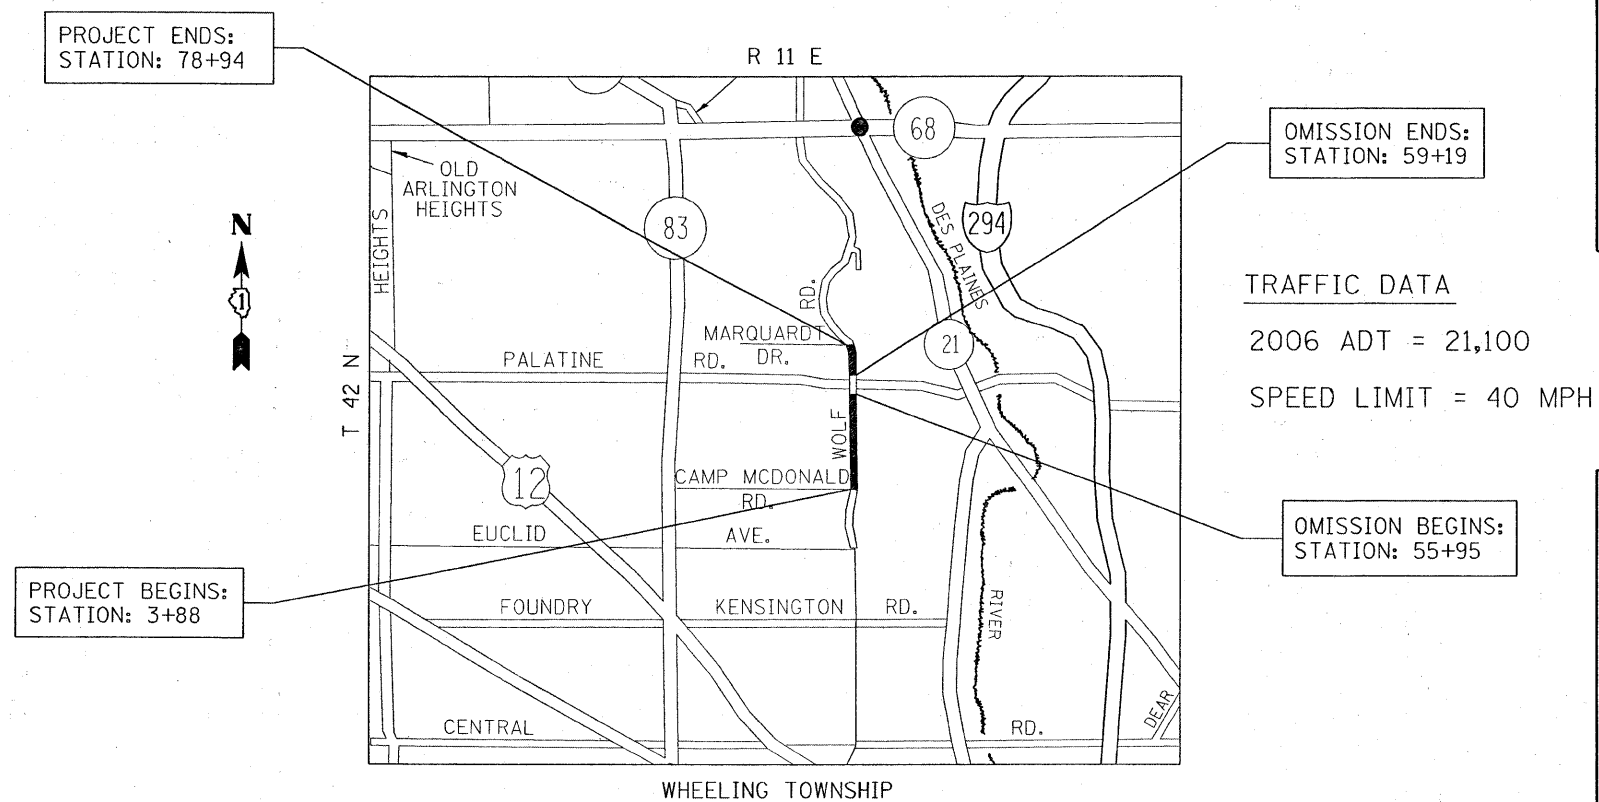 PROJECT ENDS:
STATION: 78+94
R 11 E
68
OMISSION ENDS:
STATION: 59+19
OLD
ARLINGTON
HEIGHTS
HEIGHTS
83
DES PLAINES
294
N
1
RD.
TRAFFIC DATA
2006 ADT = 21,100
SPEED LIMIT = 40 MPH
MARQUARDT
DR.
21
PALATINE
RD.
T 42 N
WOLF
12
CAMP MCDONALD
RD.
EUCLID
AVE.
OMISSION BEGINS:
STATION: 55+95
PROJECT BEGINS:
STATION: 3+88
FOUNDRY
KENSINGTON
RD.
RIVER
CENTRAL
RD.
DEAR
WHEELING TOWNSHIP